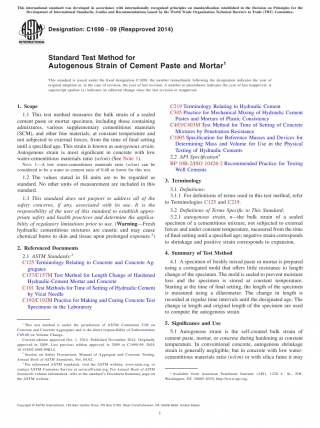 This international standard was developed in accordance with internationally recognized principles on standardization established in the Decision on Principles for the
Development of International Standards, Guides and Recommendations issued by the World Trade Organization Technical Barriers to Trade (TBT) Committee.
Designation: C1698 − 09 (Reapproved 2014)
Standard Test Method for
Autogenous Strain of Cement Paste and Mortar¹
This standard is issued under the fixed designation C1698; the number immediately following the designation indicates the year of
original adoption or, in the case of revision, the year of last revision. A number in parentheses indicates the year of last reapproval. A
superscript epsilon (ε) indicates an editorial change since the last revision or reapproval.
1. Scope
1.1 This test method measures the bulk strain of a sealed
cement paste or mortar specimen, including those containing
admixtures, various supplementary cementitious materials
(SCM), and other fine materials, at constant temperature and
not subjected to external forces, from the time of final setting
until a specified age. This strain is known as autogenous strain.
Autogenous strain is most significant in concrete with low
water-cementitious materials ratio (w/cm) (See Note 1).
NOTE 1—A low water-cementitious materials ratio (w/cm) can be
considered to be a water to cement ratio of 0.40 or lower for this test.
1.2 The values stated in SI units are to be regarded as
standard. No other units of measurement are included in this
standard.
1.3 This standard does not purport to address all of the
safety concerns, if any, associated with its use. It is the
responsibility of the user of this standard to establish appro-
priate safety and health practices and determine the applica-
bility of regulatory limitations prior to use. (Warning—Fresh
hydraulic cementitious mixtures are caustic and may cause
chemical burns to skin and tissue upon prolonged exposure.²)
2. Referenced Documents
2.1 ASTM Standards:³
C125 Terminology Relating to Concrete and Concrete Ag-
gregates
C157/C157M Test Method for Length Change of Hardened
Hydraulic-Cement Mortar and Concrete
C191 Test Methods for Time of Setting of Hydraulic Cement
by Vicat Needle
C192/C192M Practice for Making and Curing Concrete Test
Specimens in the Laboratory
¹ This test method is under the jurisdiction of ASTM Committee C09 on
Concrete and Concrete Aggregates and is the direct responsibility of Subcommittee
C09.68 on Volume Change.
Current edition approved Oct. 1, 2014. Published November 2014. Originally
approved in 2009. Last previous edition approved in 2009 as C1698-09. DOI:
10.1520/C1698-09R14.
² Section on Safety Precautions, Manual of Aggregate and Concrete Testing,
Annual Book of ASTM Standards, Vol. 04.02.
³ For referenced ASTM standards, visit the ASTM website, www.astm.org, or
contact ASTM Customer Service at service@astm.org. For Annual Book of ASTM
Standards volume information, refer to the standard's Document Summary page on
the ASTM website.
C219 Terminology Relating to Hydraulic Cement
C305 Practice for Mechanical Mixing of Hydraulic Cement
Pastes and Mortars of Plastic Consistency
C403/C403M Test Method for Time of Setting of Concrete
Mixtures by Penetration Resistance
C1005 Specification for Reference Masses and Devices for
Determining Mass and Volume for Use in the Physical
Testing of Hydraulic Cements
2.2 API Specification⁴
RP 10B-2/ISO 10426-2 Recommended Practice for Testing
Well Cements
3. Terminology
3.1 Definitions:
3.1.1 For definitions of terms used in this test method, refer
to Terminologies C125 and C219.
3.2 Definitions of Terms Specific to This Standard:
3.2.1 autogenous strain, n—the bulk strain of a sealed
specimen of a cementitious mixture, not subjected to external
forces and under constant temperature, measured from the time
of final setting until a specified age; negative strain corresponds
to shrinkage and positive strain corresponds to expansion.
4. Summary of Test Method
4.1 A specimen of freshly mixed paste or mortar is prepared
using a corrugated mold that offers little resistance to length
change of the specimen. The mold is sealed to prevent moisture
loss and the specimen is stored at constant temperature.
Starting at the time of final setting, the length of the specimen
is measured using a dilatometer. The change in length is
recorded at regular time intervals until the designated age. The
change in length and original length of the specimen are used
to compute the autogenous strain.
5. Significance and Use
5.1 Autogenous strain is the self-created bulk strain of
cement paste, mortar, or concrete during hardening at constant
temperature. In conventional concrete, autogenous shrinkage
strain is generally negligible, but in concrete with low water-
cementitious materials ratio (w/cm) or with silica fume it may
⁴ Available from American Petroleum Institute (API), 1220 L. St., NW,
Washington, DC 20005-4070, http://www.api.org.
Copyright © ASTM International, 100 Barr Harbor Drive, PO Box C700, West Conshohocken, PA 19428-2959. United States
1